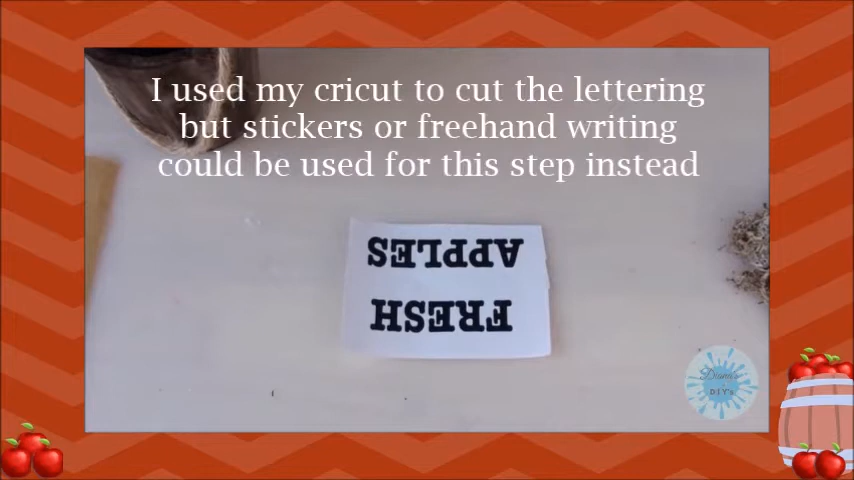 I used my cricut to cut the lettering
but stickers or freehand writing
could be used for this step instead
FRESH
APPLES
Diana's
D.I.Y's